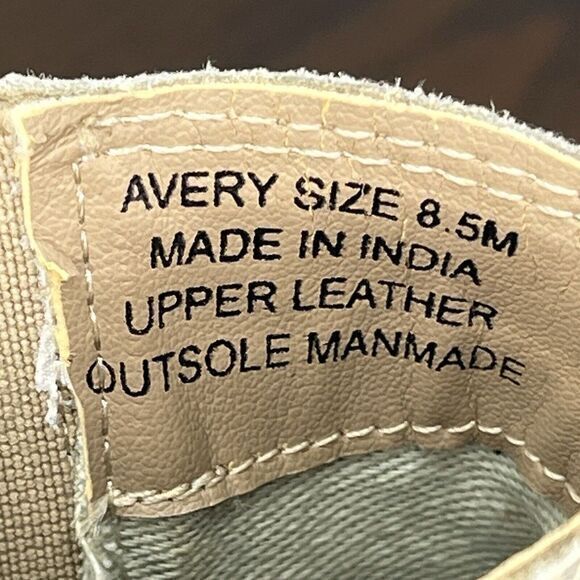 AVERY SIZE 8.5M
MADE IN INDIA
UPPER LEATHER
OUTSOLE MANMADE